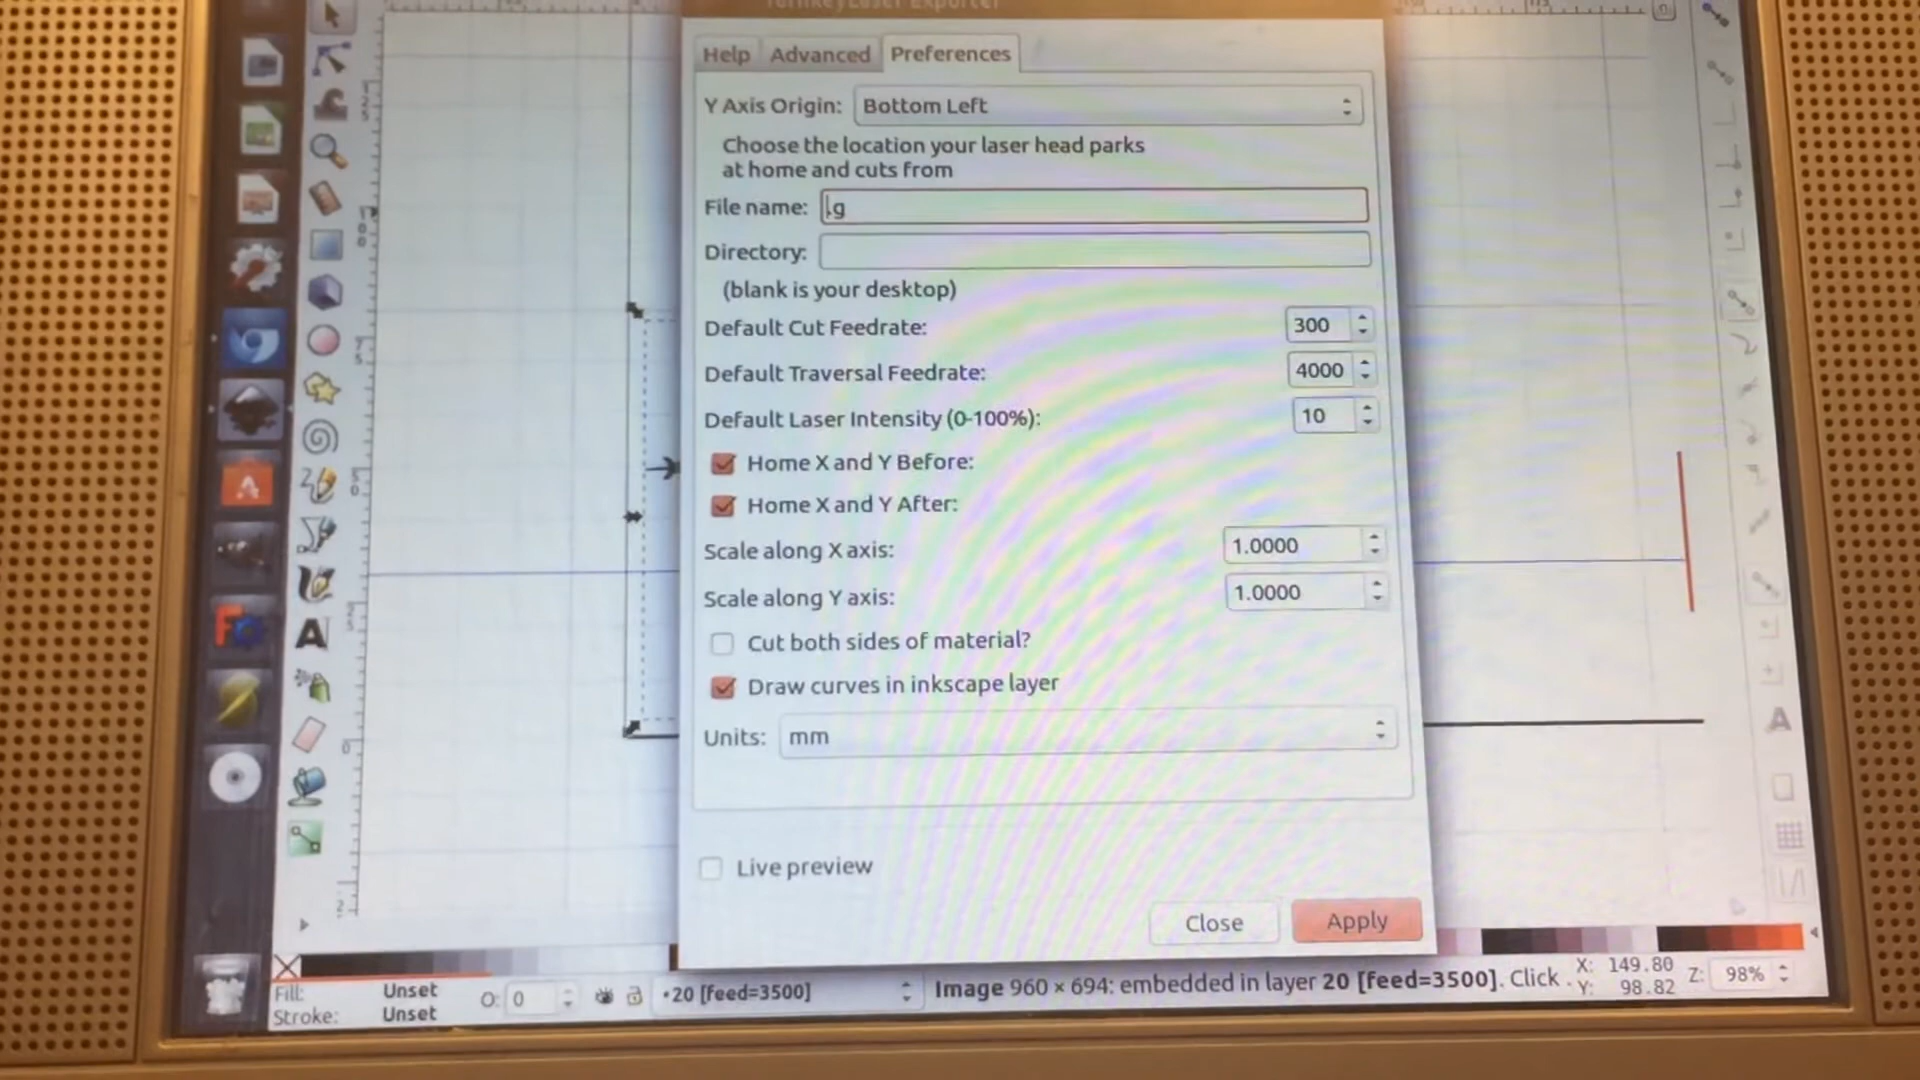 TurnkeyLaser Exporter
Help Advanced Preferences
Y Axis Origin: Bottom Left
Choose the location your laser head parks
at home and cuts from
File name: .g
Directory:
(blank is your desktop)
Default Cut Feedrate: 300
Default Traversal Feedrate: 4000
Default Laser Intensity (0-100%): 10
Home X and Y Before:
Home X and Y After:
Scale along X axis: 1.0000
Scale along Y axis: 1.0000
Cut both sides of material?
Draw curves in inkscape layer
Units: mm
Live preview
Close Apply
Fill: Unset
Stroke: Unset
O: 0
•20 [feed=3500]
Image 960 × 694: embedded in layer 20 [feed=3500]. Click
X: 149.80
Y: 98.82
Z: 98%